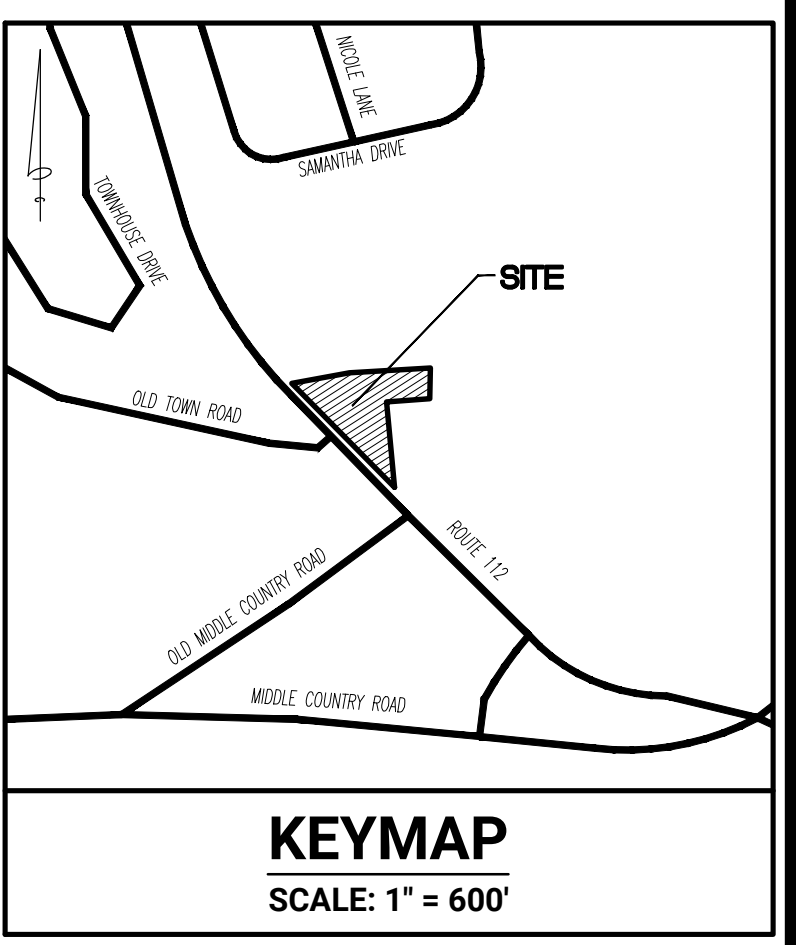 NICOLE LANE
SAMANTHA DRIVE
TOWNHOUSE DRIVE
SITE
OLD TOWN ROAD
ROUTE 112
OLD MIDDLE COUNTRY ROAD
MIDDLE COUNTRY ROAD
KEYMAP
SCALE: 1" = 600'